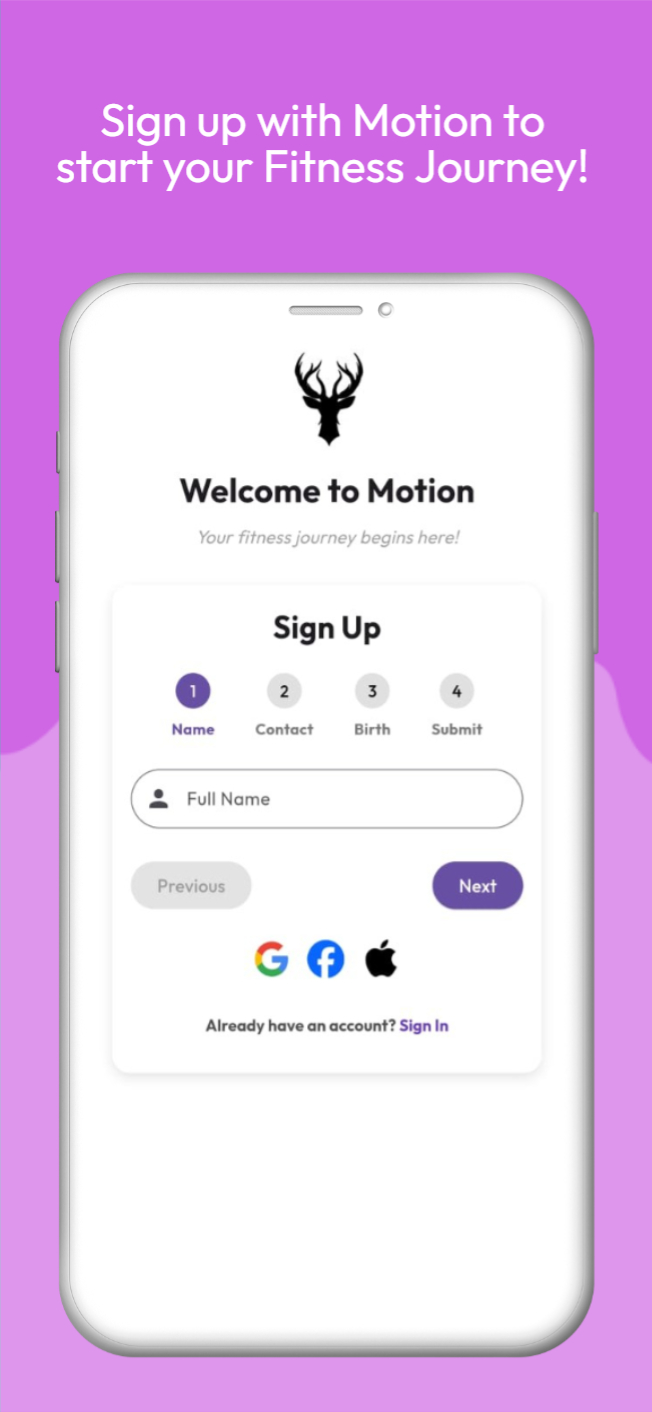 Sign up with Motion to
start your Fitness Journey!
Welcome to Motion
Your fitness journey begins here!
Sign Up
1 2 3 4
Name Contact Birth Submit
Full Name
Previous Next
Already have an account? Sign In